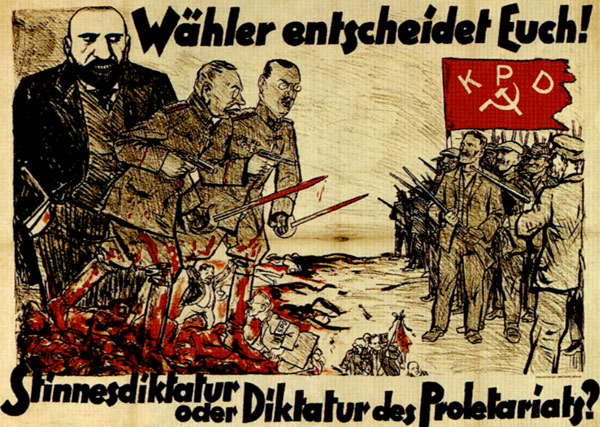 Wähler entscheidet Euch!
KPD
Stinnesdiktatur
oder Diktatur des Proletariats?